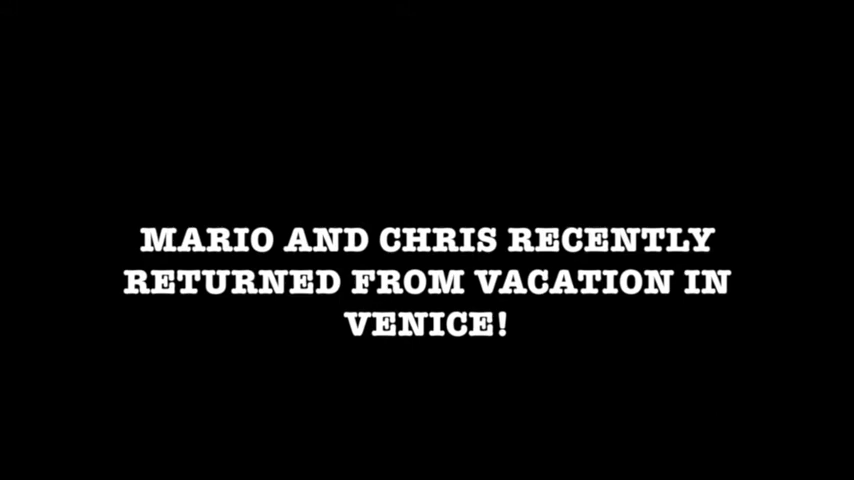 MARIO AND CHRIS RECENTLY
RETURNED FROM VACATION IN
VENICE!